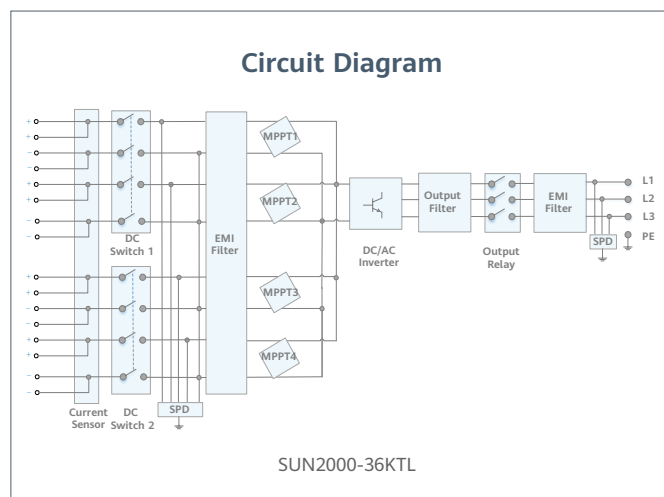 Circuit Diagram
+
+
−
−
+
+
−
−
+
+
−
−
+
+
−
−
MPPT1
MPPT2
MPPT3
MPPT4
DC
Switch 1
EMI
Filter
DC/AC
Inverter
Output
Filter
Output
Relay
EMI
Filter
L1
L2
L3
PE
SPD
Current
Sensor
DC
Switch 2
SPD
SUN2000-36KTL